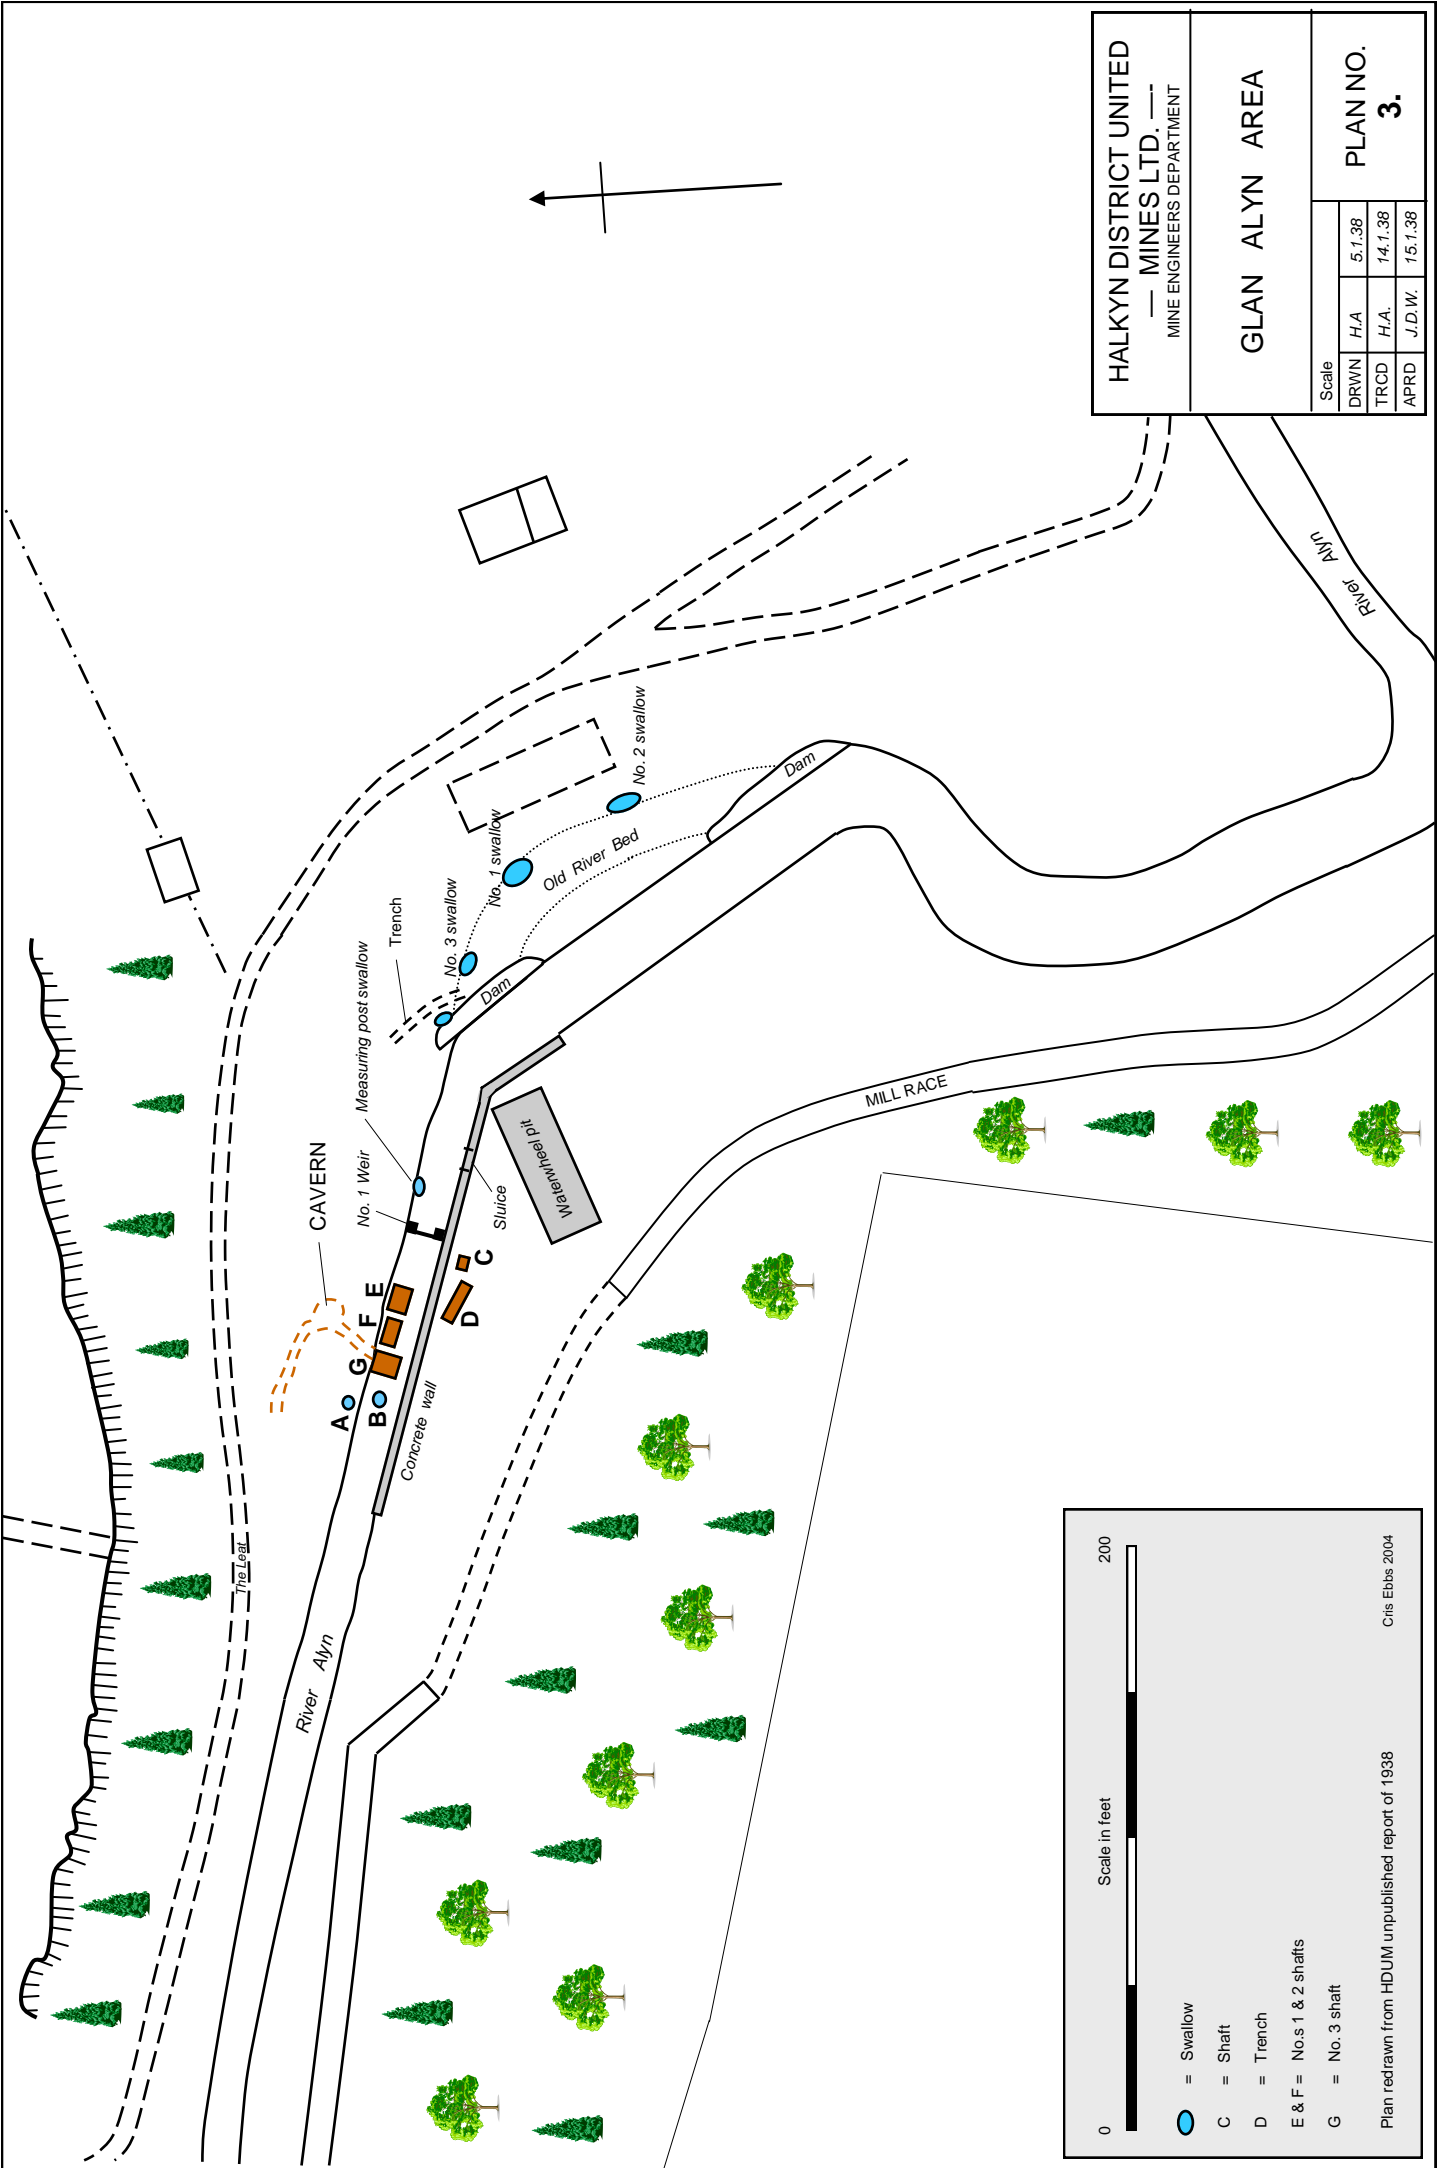 HALKYN DISTRICT UNITED
— MINES LTD. —
MINE ENGINEERS DEPARTMENT
GLAN ALYN AREA
Scale
DRWN H.A 5.1.38
TRCD H.A. 14.1.38
APRD J.D.W. 15.1.38
PLAN NO.
3.
The Leat
River Alyn
CAVERN
No. 1 Weir
Measuring post swallow
Trench
No. 3 swallow
No. 1 swallow
No. 2 swallow
Old River Bed
Dam
Dam
A
B
G
F
E
D
C
Concrete wall
Sluice
Waterwheel pit
MILL RACE
River Alyn
Scale in feet
0 200
= Swallow
C = Shaft
D = Trench
E & F = No.s 1 & 2 shafts
G = No. 3 shaft
Plan redrawn from HDUM unpublished report of 1938
Cris Ebbs 2004